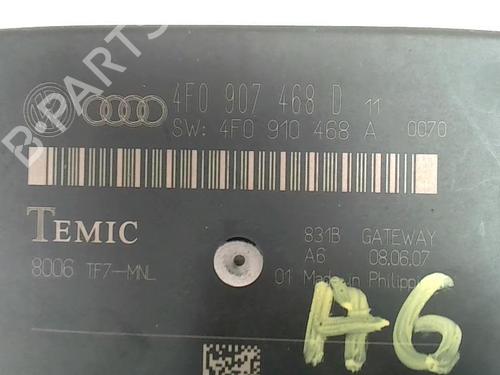 4F0 907 468 D 11
SW: 4F0 910 468 A 0070
TEMIC
831B GATEWAY
A6 08.06.07
8006 TF7-MNL
01 Made in Philippi
A6
B-PARTS